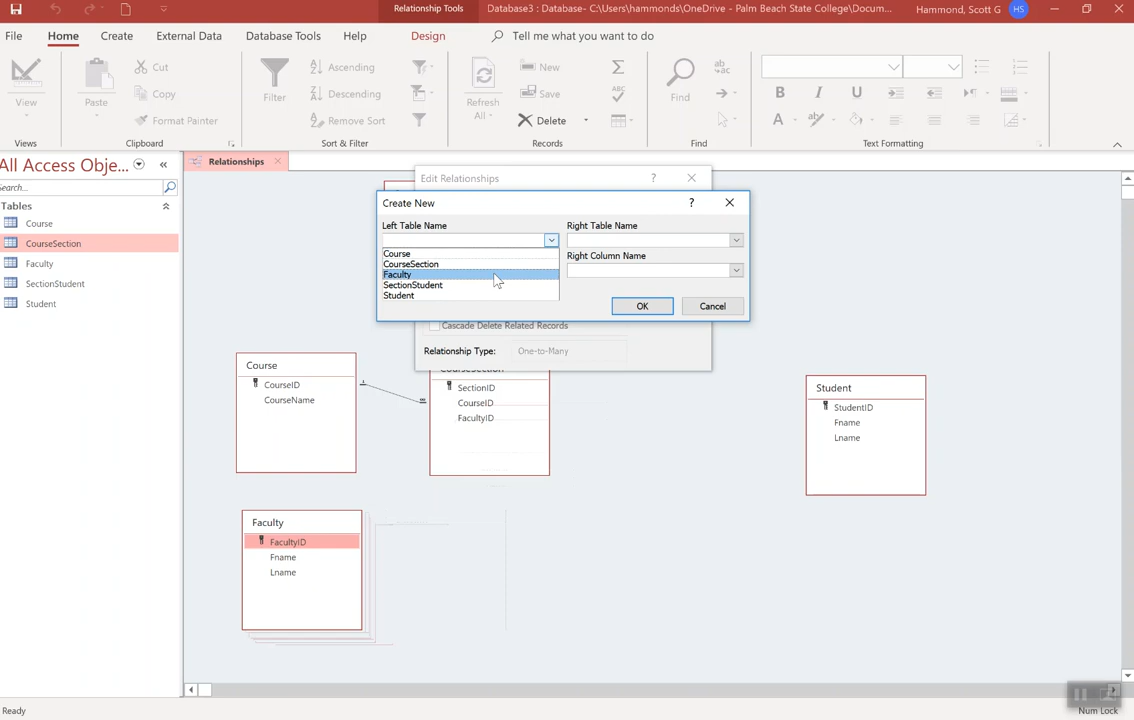 Relationship Tools
Database3 : Database- C:\Users\hammonds\OneDrive - Palm Beach State College\Docum...
Hammond, Scott G
HS
File
Home
Create
External Data
Database Tools
Help
Design
Tell me what you want to do
View
Paste
Cut
Copy
Format Painter
Filter
Ascending
Descending
Remove Sort
Refresh
All
New
Save
Delete
Find
B
I
U
A
Views
Clipboard
Sort & Filter
Records
Find
Text Formatting
All Access Obje...
Search...
Tables
Course
CourseSection
Faculty
SectionStudent
Student
Relationships
Edit Relationships
?
Create New
?
Left Table Name
Right Table Name
Course
CourseSection
Faculty
SectionStudent
Student
Right Column Name
OK
Cancel
Cascade Delete Related Records
Relationship Type:
One-to-Many
Course
CourseID
CourseName
1
∞
CourseSection
SectionID
CourseID
FacultyID
Student
StudentID
Fname
Lname
Faculty
FacultyID
Fname
Lname
Ready
Num Lock